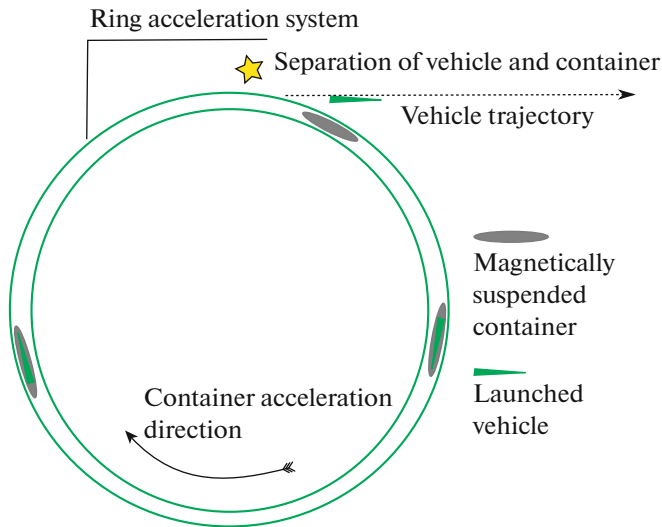 Ring acceleration system
Separation of vehicle and container
Vehicle trajectory
Magnetically
suspended
container
Launched
vehicle
Container acceleration
direction